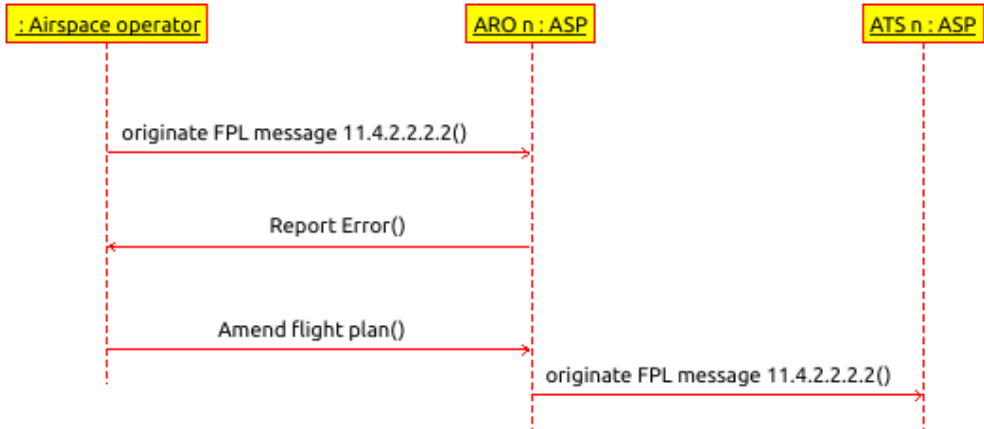 : Airspace operator
ARO n : ASP
ATS n : ASP
originate FPL message 11.4.2.2.2.2()
Report Error()
Amend flight plan()
originate FPL message 11.4.2.2.2.2()